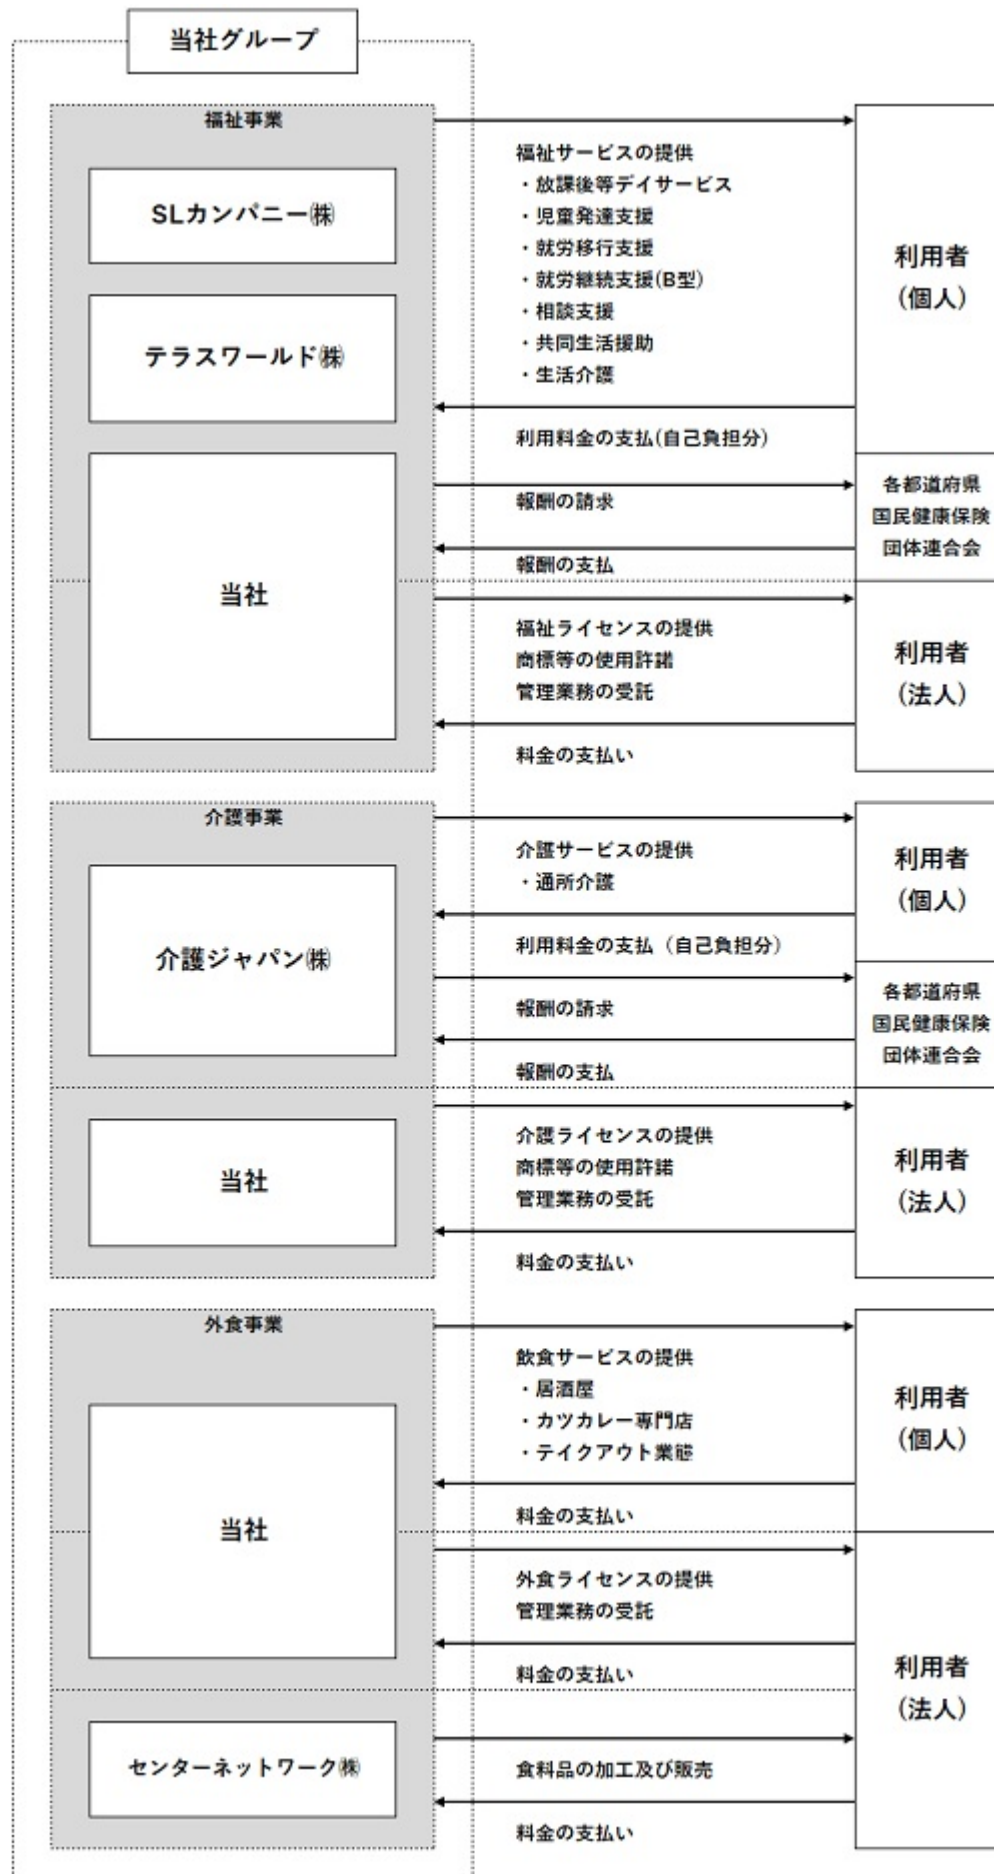 当社グループ
福祉事業
SLカンパニー㈱
テラスワールド㈱
当社
福祉サービスの提供
・放課後等デイサービス
・児童発達支援
・就労移行支援
・就労継続支援(B型)
・相談支援
・共同生活援助
・生活介護
利用料金の支払(自己負担分)
報酬の請求
報酬の支払
福祉ライセンスの提供
商標等の使用許諾
管理業務の受託
料金の支払い
利用者
(個人)
各都道府県
国民健康保険
団体連合会
利用者
(法人)
介護事業
介護ジャパン㈱
当社
介護サービスの提供
・通所介護
利用料金の支払（自己負担分）
報酬の請求
報酬の支払
介護ライセンスの提供
商標等の使用許諾
管理業務の受託
料金の支払い
利用者
(個人)
各都道府県
国民健康保険
団体連合会
利用者
(法人)
外食事業
当社
センターネットワーク㈱
飲食サービスの提供
・居酒屋
・カツカレー専門店
・テイクアウト業態
料金の支払い
外食ライセンスの提供
管理業務の受託
料金の支払い
食料品の加工及び販売
料金の支払い
利用者
(個人)
利用者
(法人)